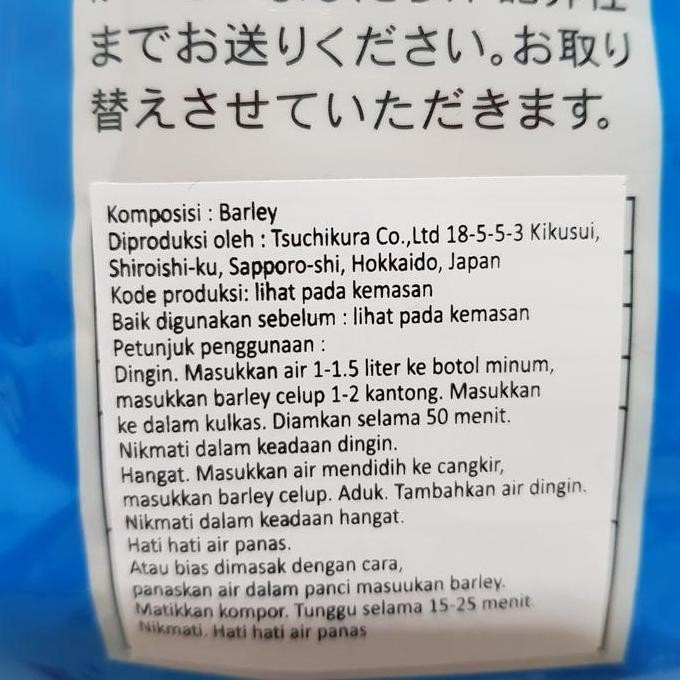 までお送りください。お取り
替えさせていただきます。
Komposisi : Barley
Diproduksi oleh : Tsuchikura Co.,Ltd 18-5-5-3 Kikusui,
Shiroishi-ku, Sapporo-shi, Hokkaido, Japan
Kode produksi: lihat pada kemasan
Baik digunakan sebelum : lihat pada kemasan
Petunjuk penggunaan :
Dingin. Masukkan air 1-1.5 liter ke botol minum,
masukkan barley celup 1-2 kantong. Masukkan
ke dalam kulkas. Diamkan selama 50 menit.
Nikmati dalam keadaan dingin.
Hangat. Masukkan air mendidih ke cangkir,
masukkan barley celup. Aduk. Tambahkan air dingin.
Nikmati dalam keadaan hangat.
Hati hati air panas.
Atau bias dimasak dengan cara,
panaskan air dalam panci masuukan barley.
Matikkan kompor. Tunggu selama 15-25 menit.
Nikmati. Hati hati air panas